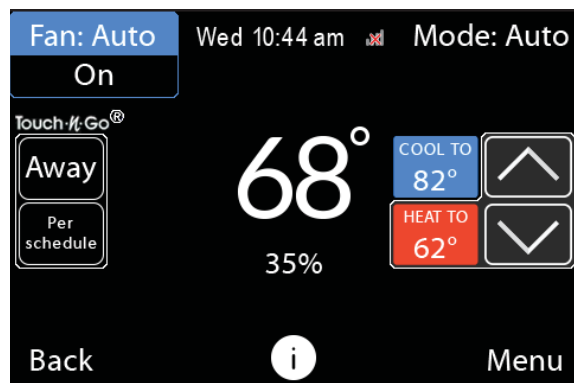 Fan: Auto
Wed 10:44 am
Mode: Auto
On
Touch·N·Go®
Away
Per
schedule
68°
35%
COOL TO
82°
HEAT TO
62°
Back
i
Menu